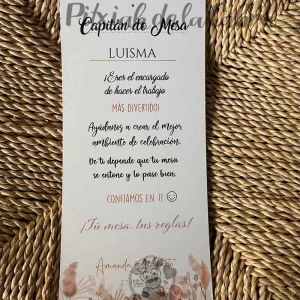 Capitán de Mesa
LUISMA
¡Eres el encargado
de hacer el trabajo
MÁS DIVERTIDO!
Ayúdanos a crear el mejor
ambiente de celebración.
De ti depende que tu mesa
se entone y lo pase bien.
CONFIAMOS EN TI ☺
¡Tu mesa, tus reglas!
Amanda